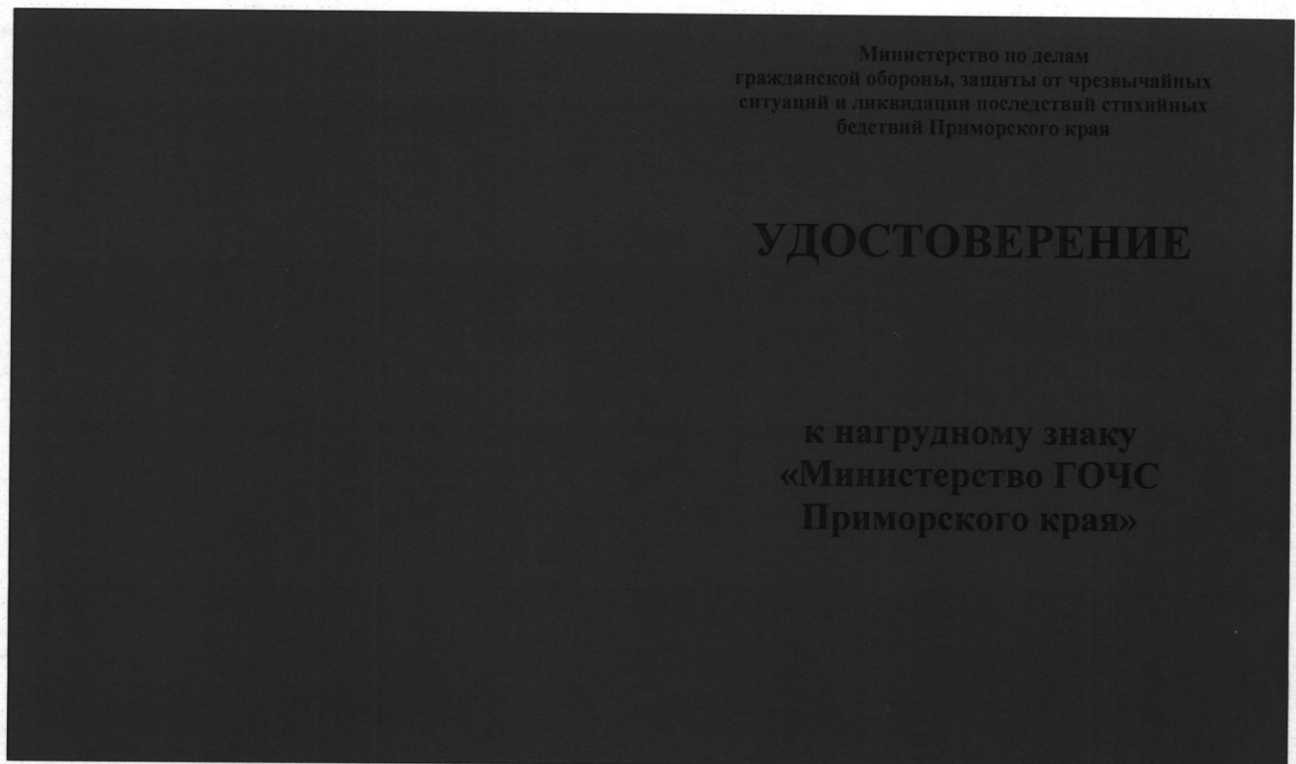 Министерство по делам
гражданской обороны, защиты от чрезвычайных
ситуаций и ликвидации последствий стихийных
бедствий Приморского края
УДОСТОВЕРЕНИЕ
к нагрудному знаку
«Министерство ГОЧС
Приморского края»